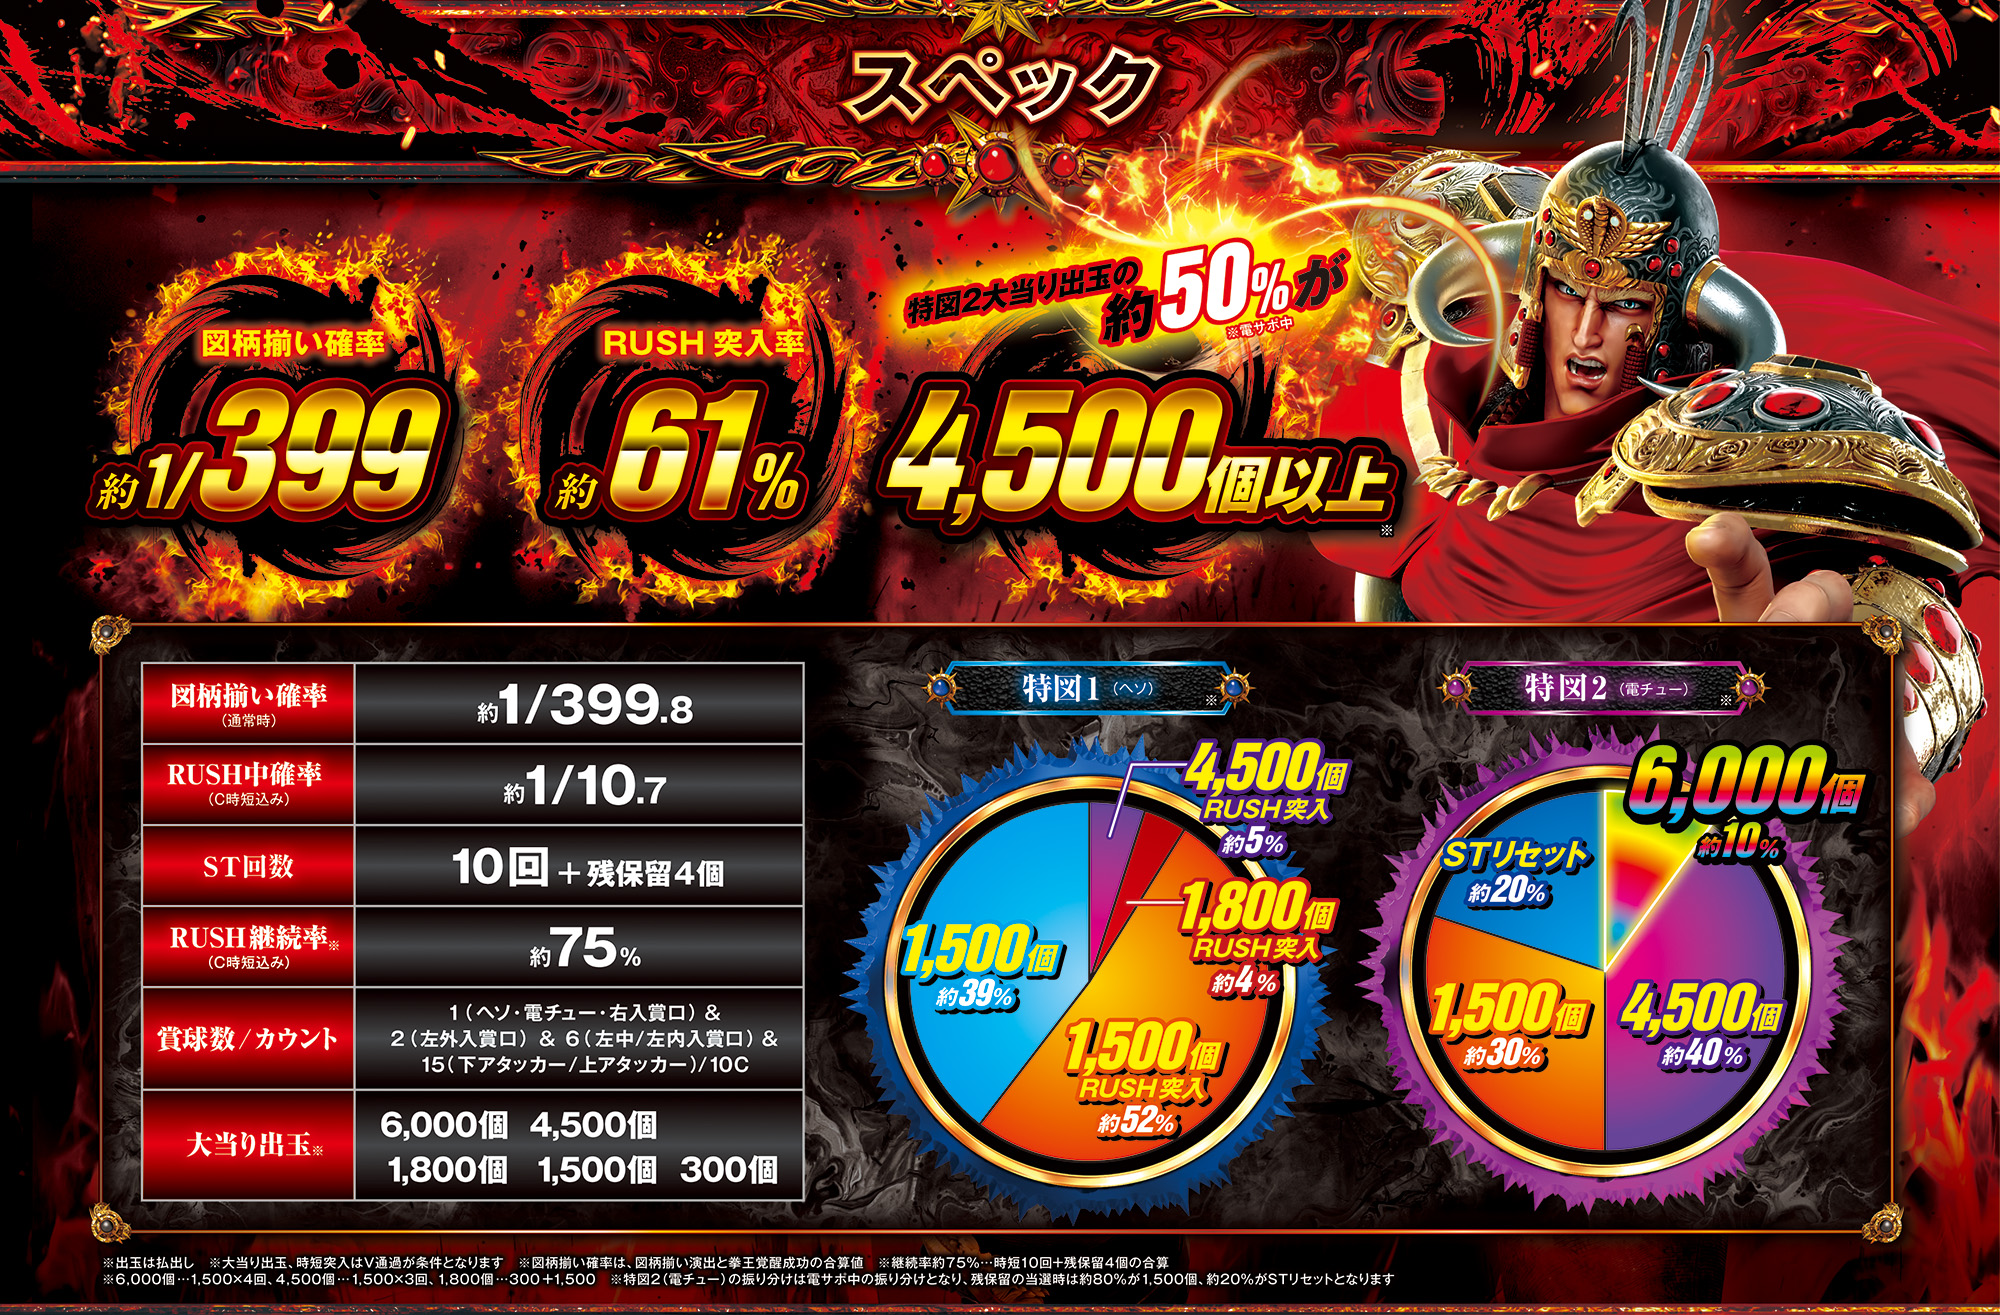 スペック
図柄揃い確率
約1/399
RUSH 突入率
約61%
特図2大当り出玉の
約50%が
※電サポ中
4,500個以上
※
図柄揃い確率
(通常時)
約1/399.8
RUSH中確率
(C時短込み)
約1/10.7
ST回数
10回+残保留4個
RUSH継続率※
(C時短込み)
約75%
賞球数/カウント
1(ヘソ・電チュー・右入賞口)&
2(左外入賞口)& 6(左中/左内入賞口)&
15(下アタッカー/上アタッカー)/10C
大当り出玉※
6,000個 4,500個
1,800個 1,500個 300個
特図1(ヘソ)
※
4,500個
RUSH突入
約5%
1,800個
RUSH突入
約4%
1,500個
約39%
1,500個
RUSH突入
約52%
特図2(電チュー)
※
6,000個
約10%
STリセット
約20%
1,500個
約30%
4,500個
約40%
※出玉は払出し ※大当り出玉、時短突入はV通過が条件となります ※図柄揃い確率は、図柄揃い演出と拳王覚醒成功の合算値 ※継続率約75%…時短10回+残保留4個の合算
※6,000個…1,500×4回、4,500個…1,500×3回、1,800個…300+1,500 ※特図2(電チュー)の振り分けは電サポ中の振り分けとなり、残保留の当選時は約80%が1,500個、約20%がSTリセットとなります